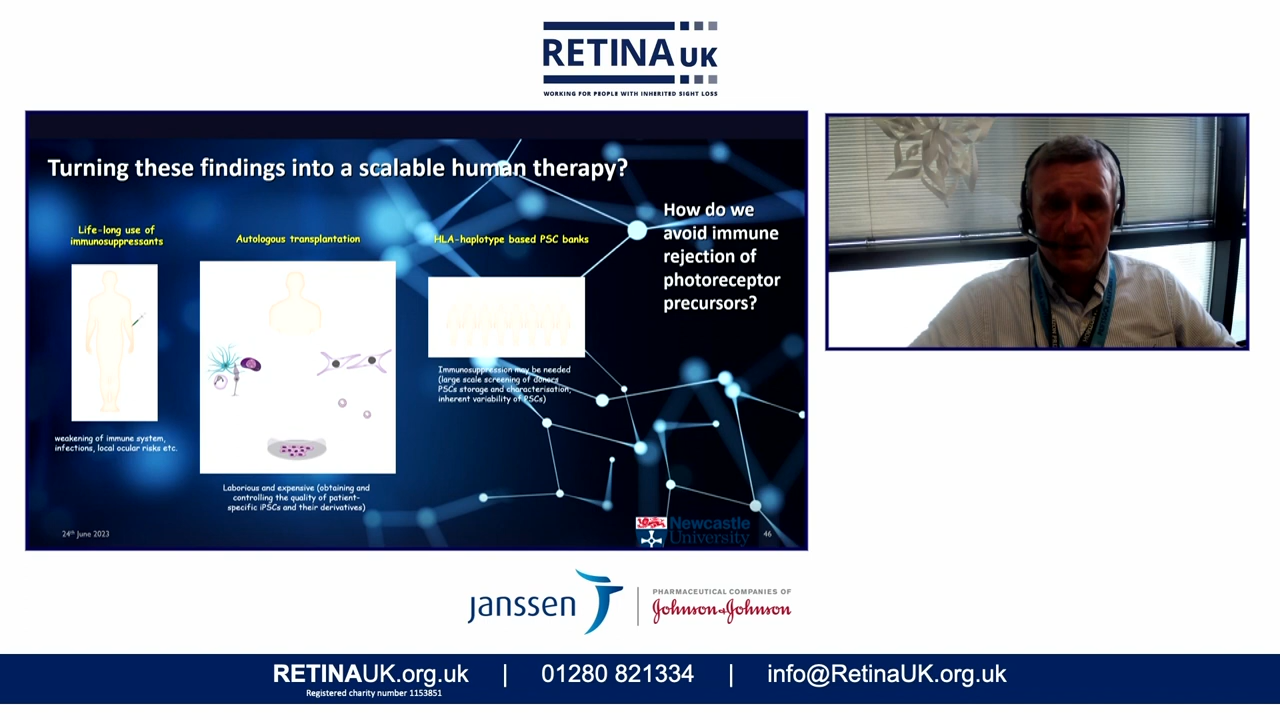 RETINA UK
WORKING FOR PEOPLE WITH INHERITED SIGHT LOSS
Turning these findings into a scalable human therapy?
Life-long use of
immunosuppressants
Autologous transplantation
HLA-haplotype based PSC banks
How do we
avoid immune
rejection of
photoreceptor
precursors?
Immunosuppression may be needed
(large scale screening of donors
PSCs storage and characterisation,
inherent variability of PSCs)
weakening of immune system,
infections, local ocular risks etc.
Laborious and expensive (obtaining and
controlling the quality of patient-
specific iPSCs and their derivatives)
24th June 2023
Newcastle
University
46
janssen
PHARMACEUTICAL COMPANIES OF
Johnson & Johnson
RETINAUK.org.uk | 01280 821334 | info@RetinaUK.org.uk
Registered charity number 1153851